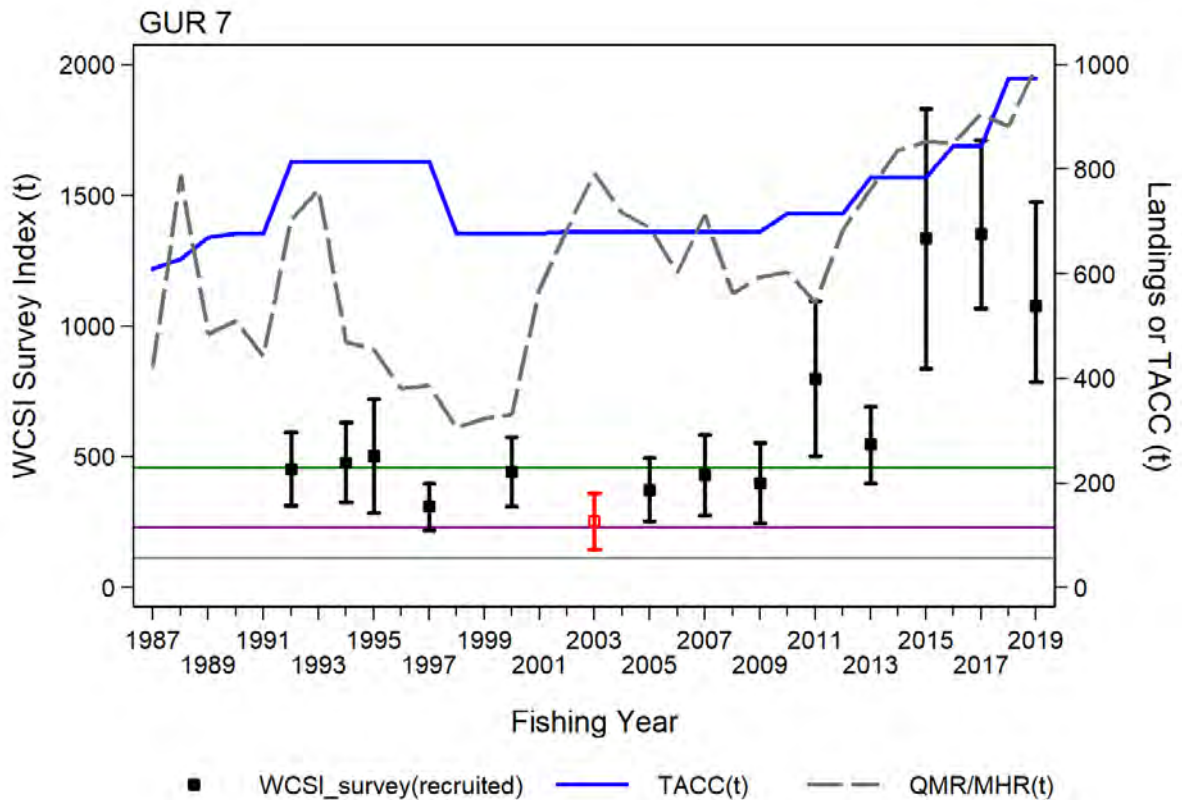 GUR 7
WCSI Survey Index (t)
2000
1500
1000
500
0
1000
800
600
400
200
0
Landings or TACC (t)
1987 1991 1995 1999 2003 2007 2011 2015 2019
1989 1993 1997 2001 2005 2009 2013 2017
Fishing Year
WCSI_survey(recruited) TACC(t) QMR/MHR(t)